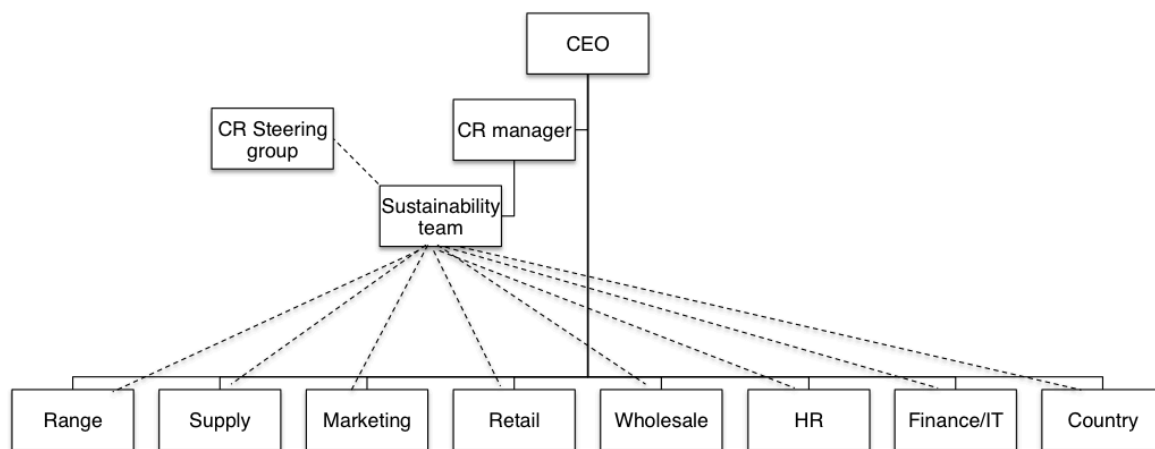 CEO
CR Steering
group
CR manager
Sustainability
team
Range
Supply
Marketing
Retail
Wholesale
HR
Finance/IT
Country